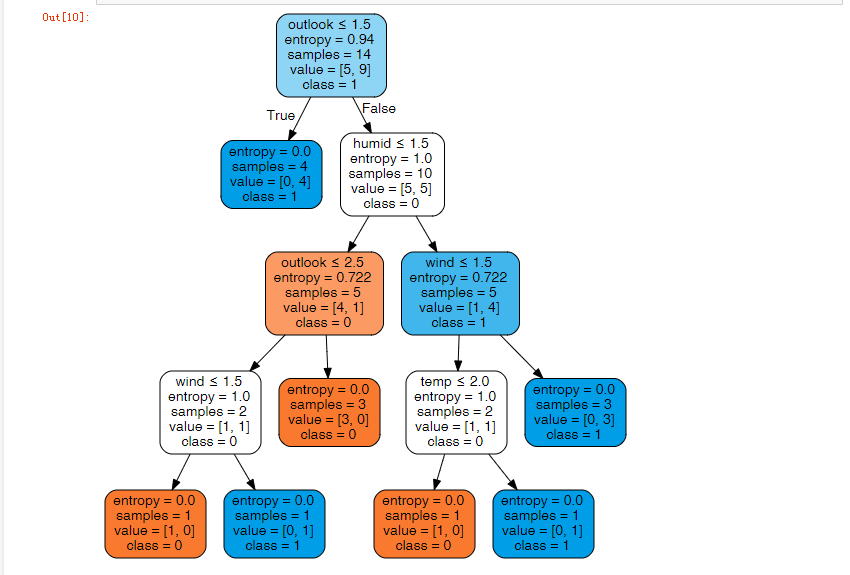 Out[10]:
outlook ≤ 1.5
entropy = 0.94
samples = 14
value = [5, 9]
class = 1
True
False
entropy = 0.0
samples = 4
value = [0, 4]
class = 1
humid ≤ 1.5
entropy = 1.0
samples = 10
value = [5, 5]
class = 0
outlook ≤ 2.5
entropy = 0.722
samples = 5
value = [4, 1]
class = 0
wind ≤ 1.5
entropy = 0.722
samples = 5
value = [1, 4]
class = 1
wind ≤ 1.5
entropy = 1.0
samples = 2
value = [1, 1]
class = 0
entropy = 0.0
samples = 3
value = [3, 0]
class = 0
temp ≤ 2.0
entropy = 1.0
samples = 2
value = [1, 1]
class = 0
entropy = 0.0
samples = 3
value = [0, 3]
class = 1
entropy = 0.0
samples = 1
value = [1, 0]
class = 0
entropy = 0.0
samples = 1
value = [0, 1]
class = 1
entropy = 0.0
samples = 1
value = [1, 0]
class = 0
entropy = 0.0
samples = 1
value = [0, 1]
class = 1